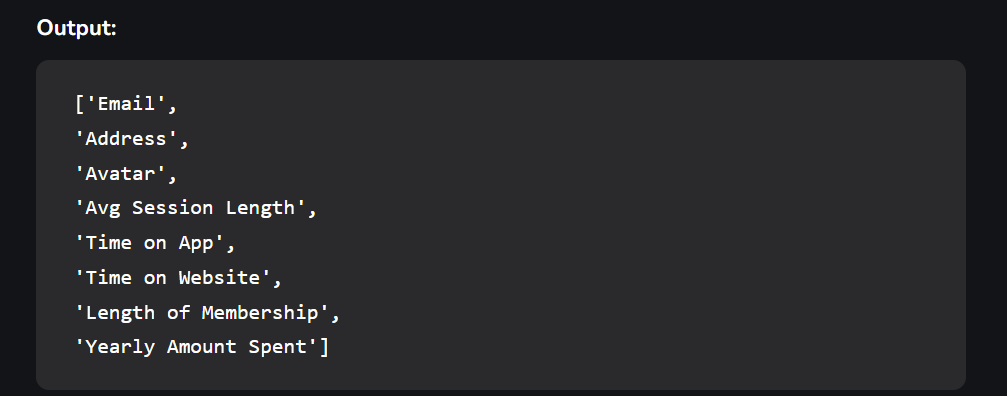 Output:
['Email',
'Address',
'Avatar',
'Avg Session Length',
'Time on App',
'Time on Website',
'Length of Membership',
'Yearly Amount Spent']